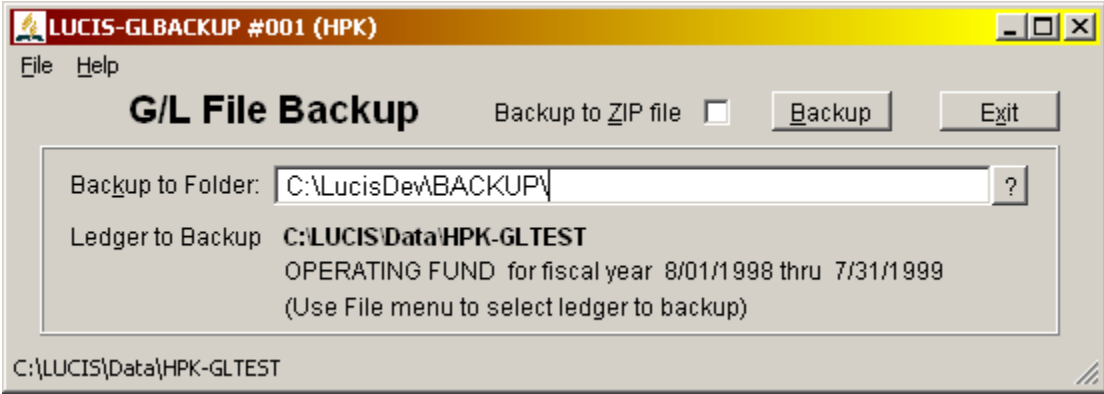 LUCIS-GLBACKUP #001 (HPK)
File Help
G/L File Backup Backup to ZIP file Backup Exit
Backup to Folder: C:\LucisDev\BACKUP\ ?
Ledger to Backup C:\LUCIS\Data\HPK-GLTEST
OPERATING FUND for fiscal year 8/01/1998 thru 7/31/1999
(Use File menu to select ledger to backup)
C:\LUCIS\Data\HPK-GLTEST